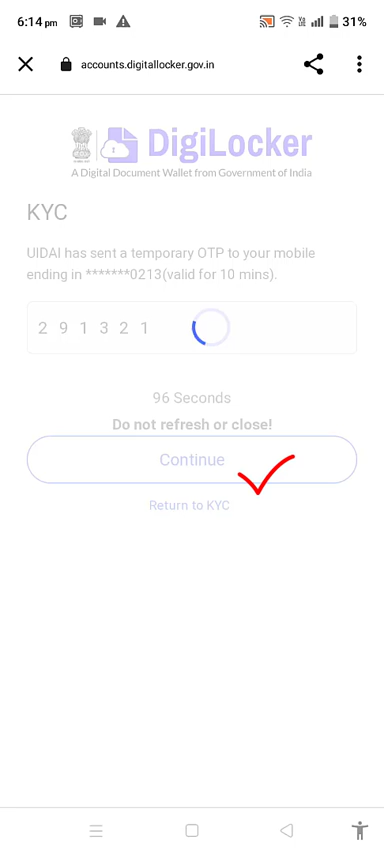 6:14 pm
31%
accounts.digitallocker.gov.in
DigiLocker
A Digital Document Wallet from Government of India
KYC
UIDAI has sent a temporary OTP to your mobile
ending in *******0213(valid for 10 mins).
2 9 1 3 2 1
96 Seconds
Do not refresh or close!
Continue
Return to KYC